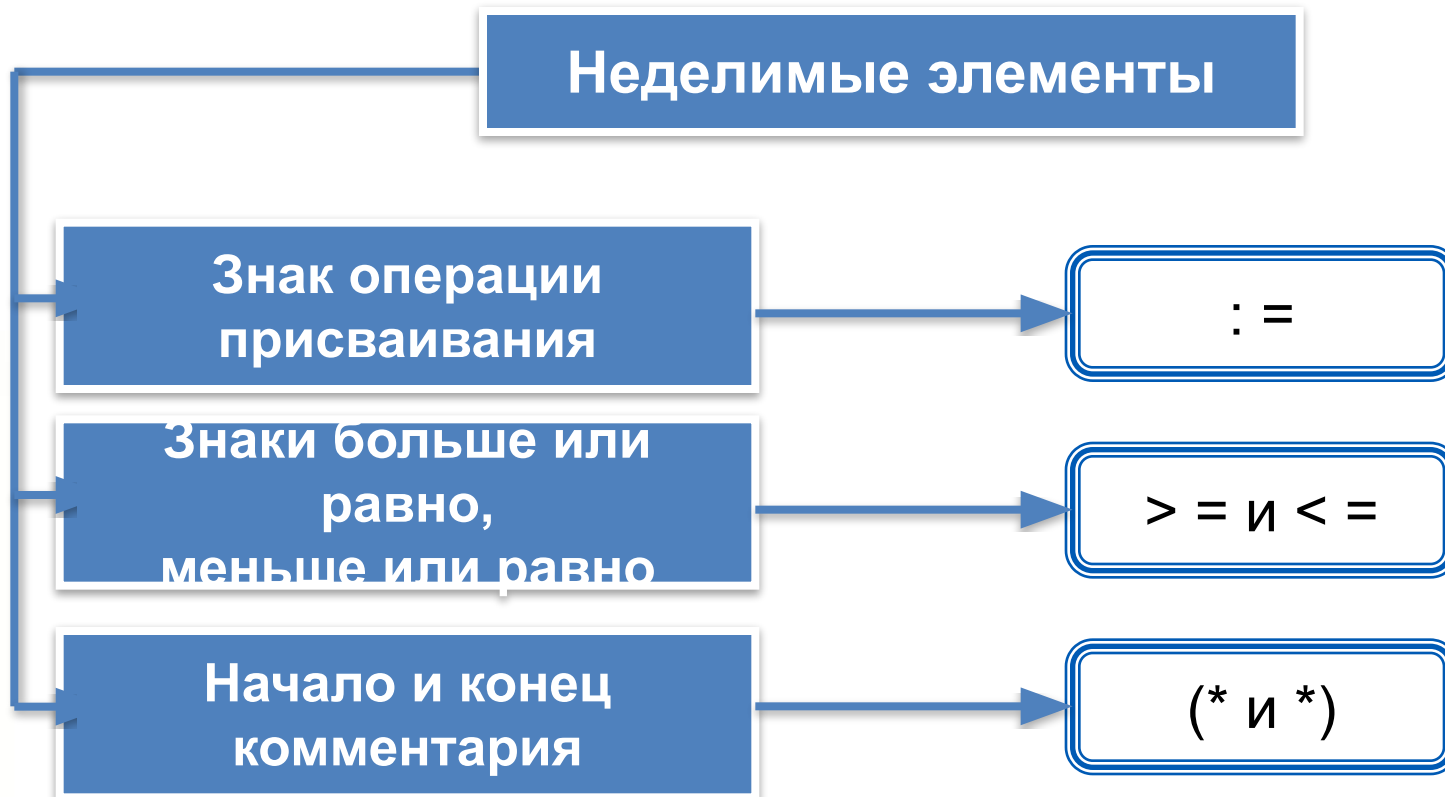 Неделимые элементы
Знак операции
присваивания
: =
Знаки больше или
равно,
меньше или равно
> = и < =
Начало и конец
комментария
(* и *)